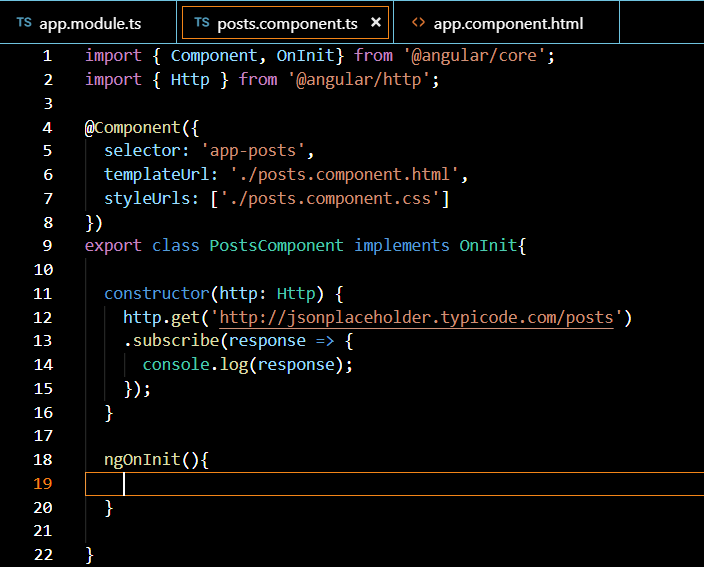 TS app.module.ts TS posts.component.ts × <> app.component.html
1 import { Component, OnInit} from '@angular/core';
2 import { Http } from '@angular/http';
3
4 @Component({
5   selector: 'app-posts',
6   templateUrl: './posts.component.html',
7   styleUrls: ['./posts.component.css']
8 })
9 export class PostsComponent implements OnInit{
10
11   constructor(http: Http) {
12     http.get('http://jsonplaceholder.typicode.com/posts')
13     .subscribe(response => {
14       console.log(response);
15     });
16   }
17
18   ngOnInit(){
19
20   }
21
22 }